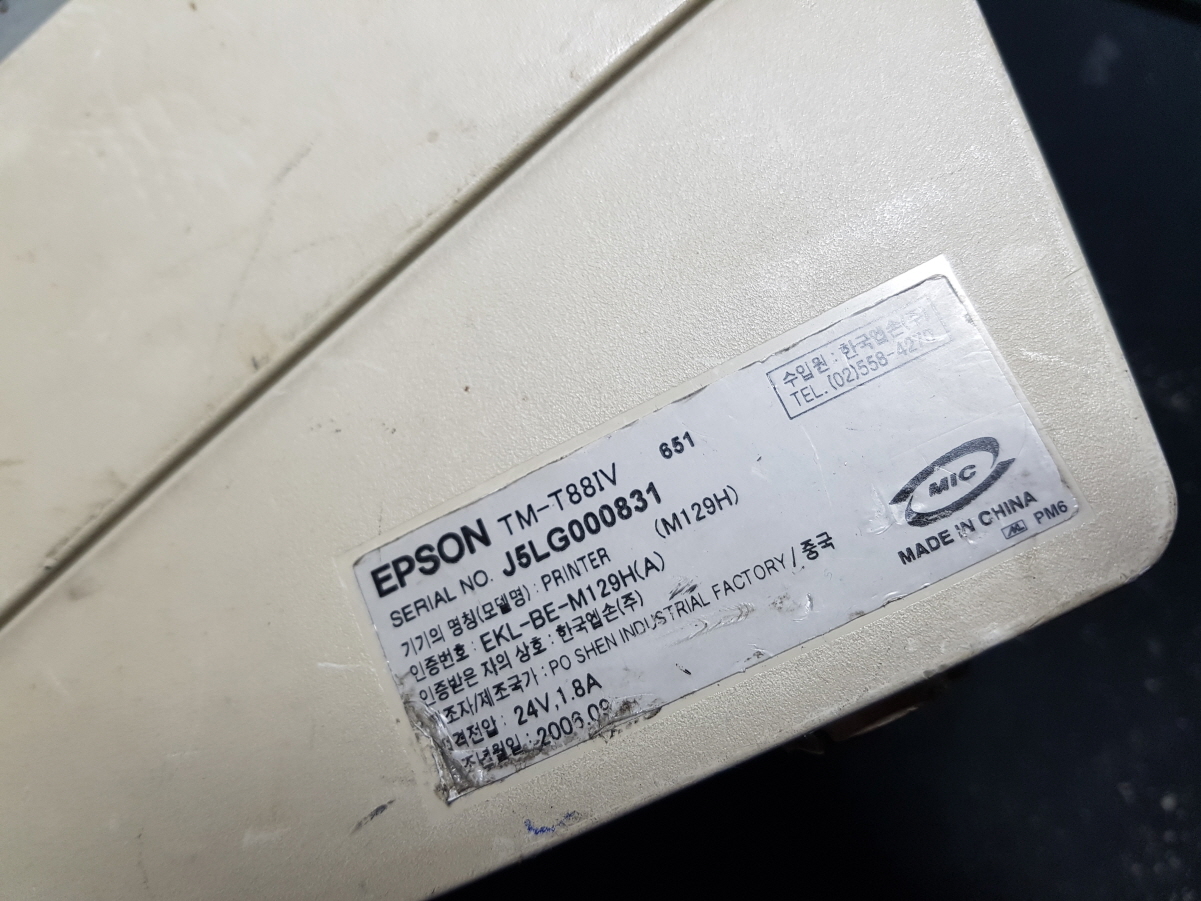 수입원 : 한국엡손(주)
TEL. (02)558-427
EPSON TM-T88IV 651
SERIAL NO. J5LG000831
기기의 명칭(모델명) : PRINTER (M129H)
인증번호 : EKL-BE-M129H(A)
인증받은 자의 상호 : 한국엡손(주)
조자/제조국가 : PO SHEN INDUSTRIAL FACTORY / 중국
격전압 : 24V, 1.8A
조년월일 : 2006.09
MIC
MADE IN CHINA
PM6